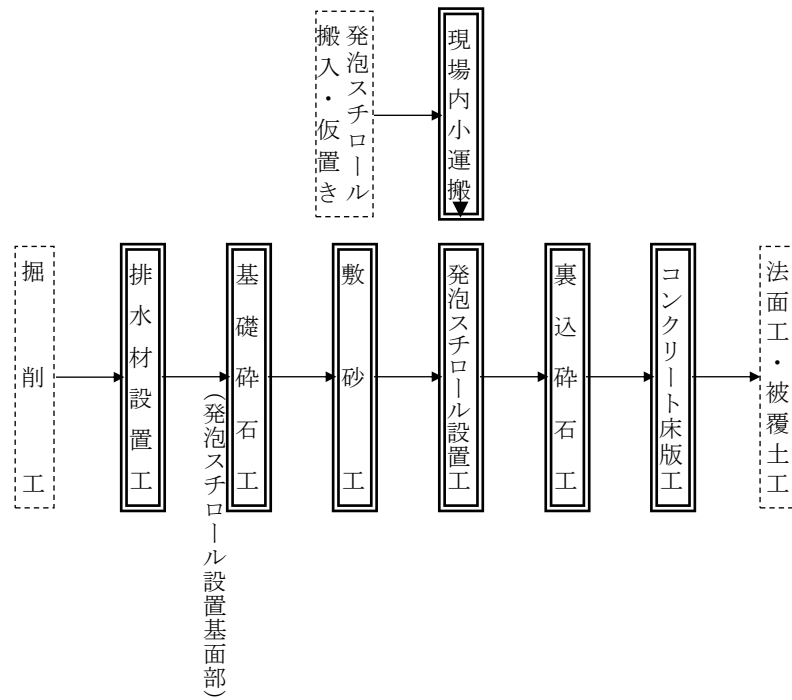 発泡スチロール
搬入・仮置き
現場内小運搬
掘削工
排水材設置工
基礎砕石工
(発泡スチロール設置基面部)
敷砂工
発泡スチロール設置工
裏込砕石工
コンクリート床版工
法面工・被覆土工